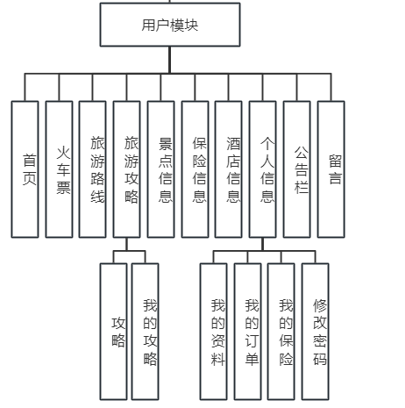 用户模块
首页
火车票
旅游路线
旅游攻略
景点信息
保险信息
酒店信息
个人信息
公告栏
留言
攻略
我的攻略
我的资料
我的订单
我的保险
修改密码